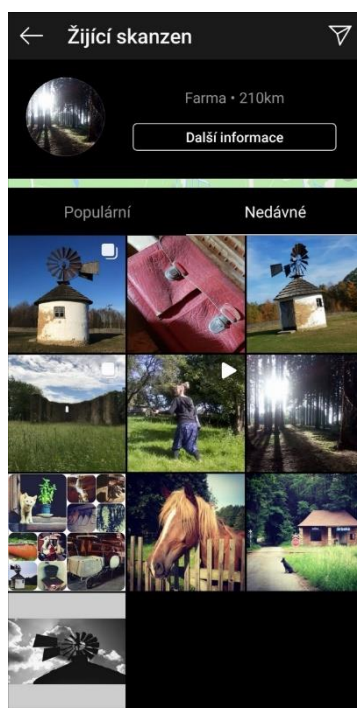 Žijící skanzen
Farma • 210km
Další informace
Populární
Nedávné